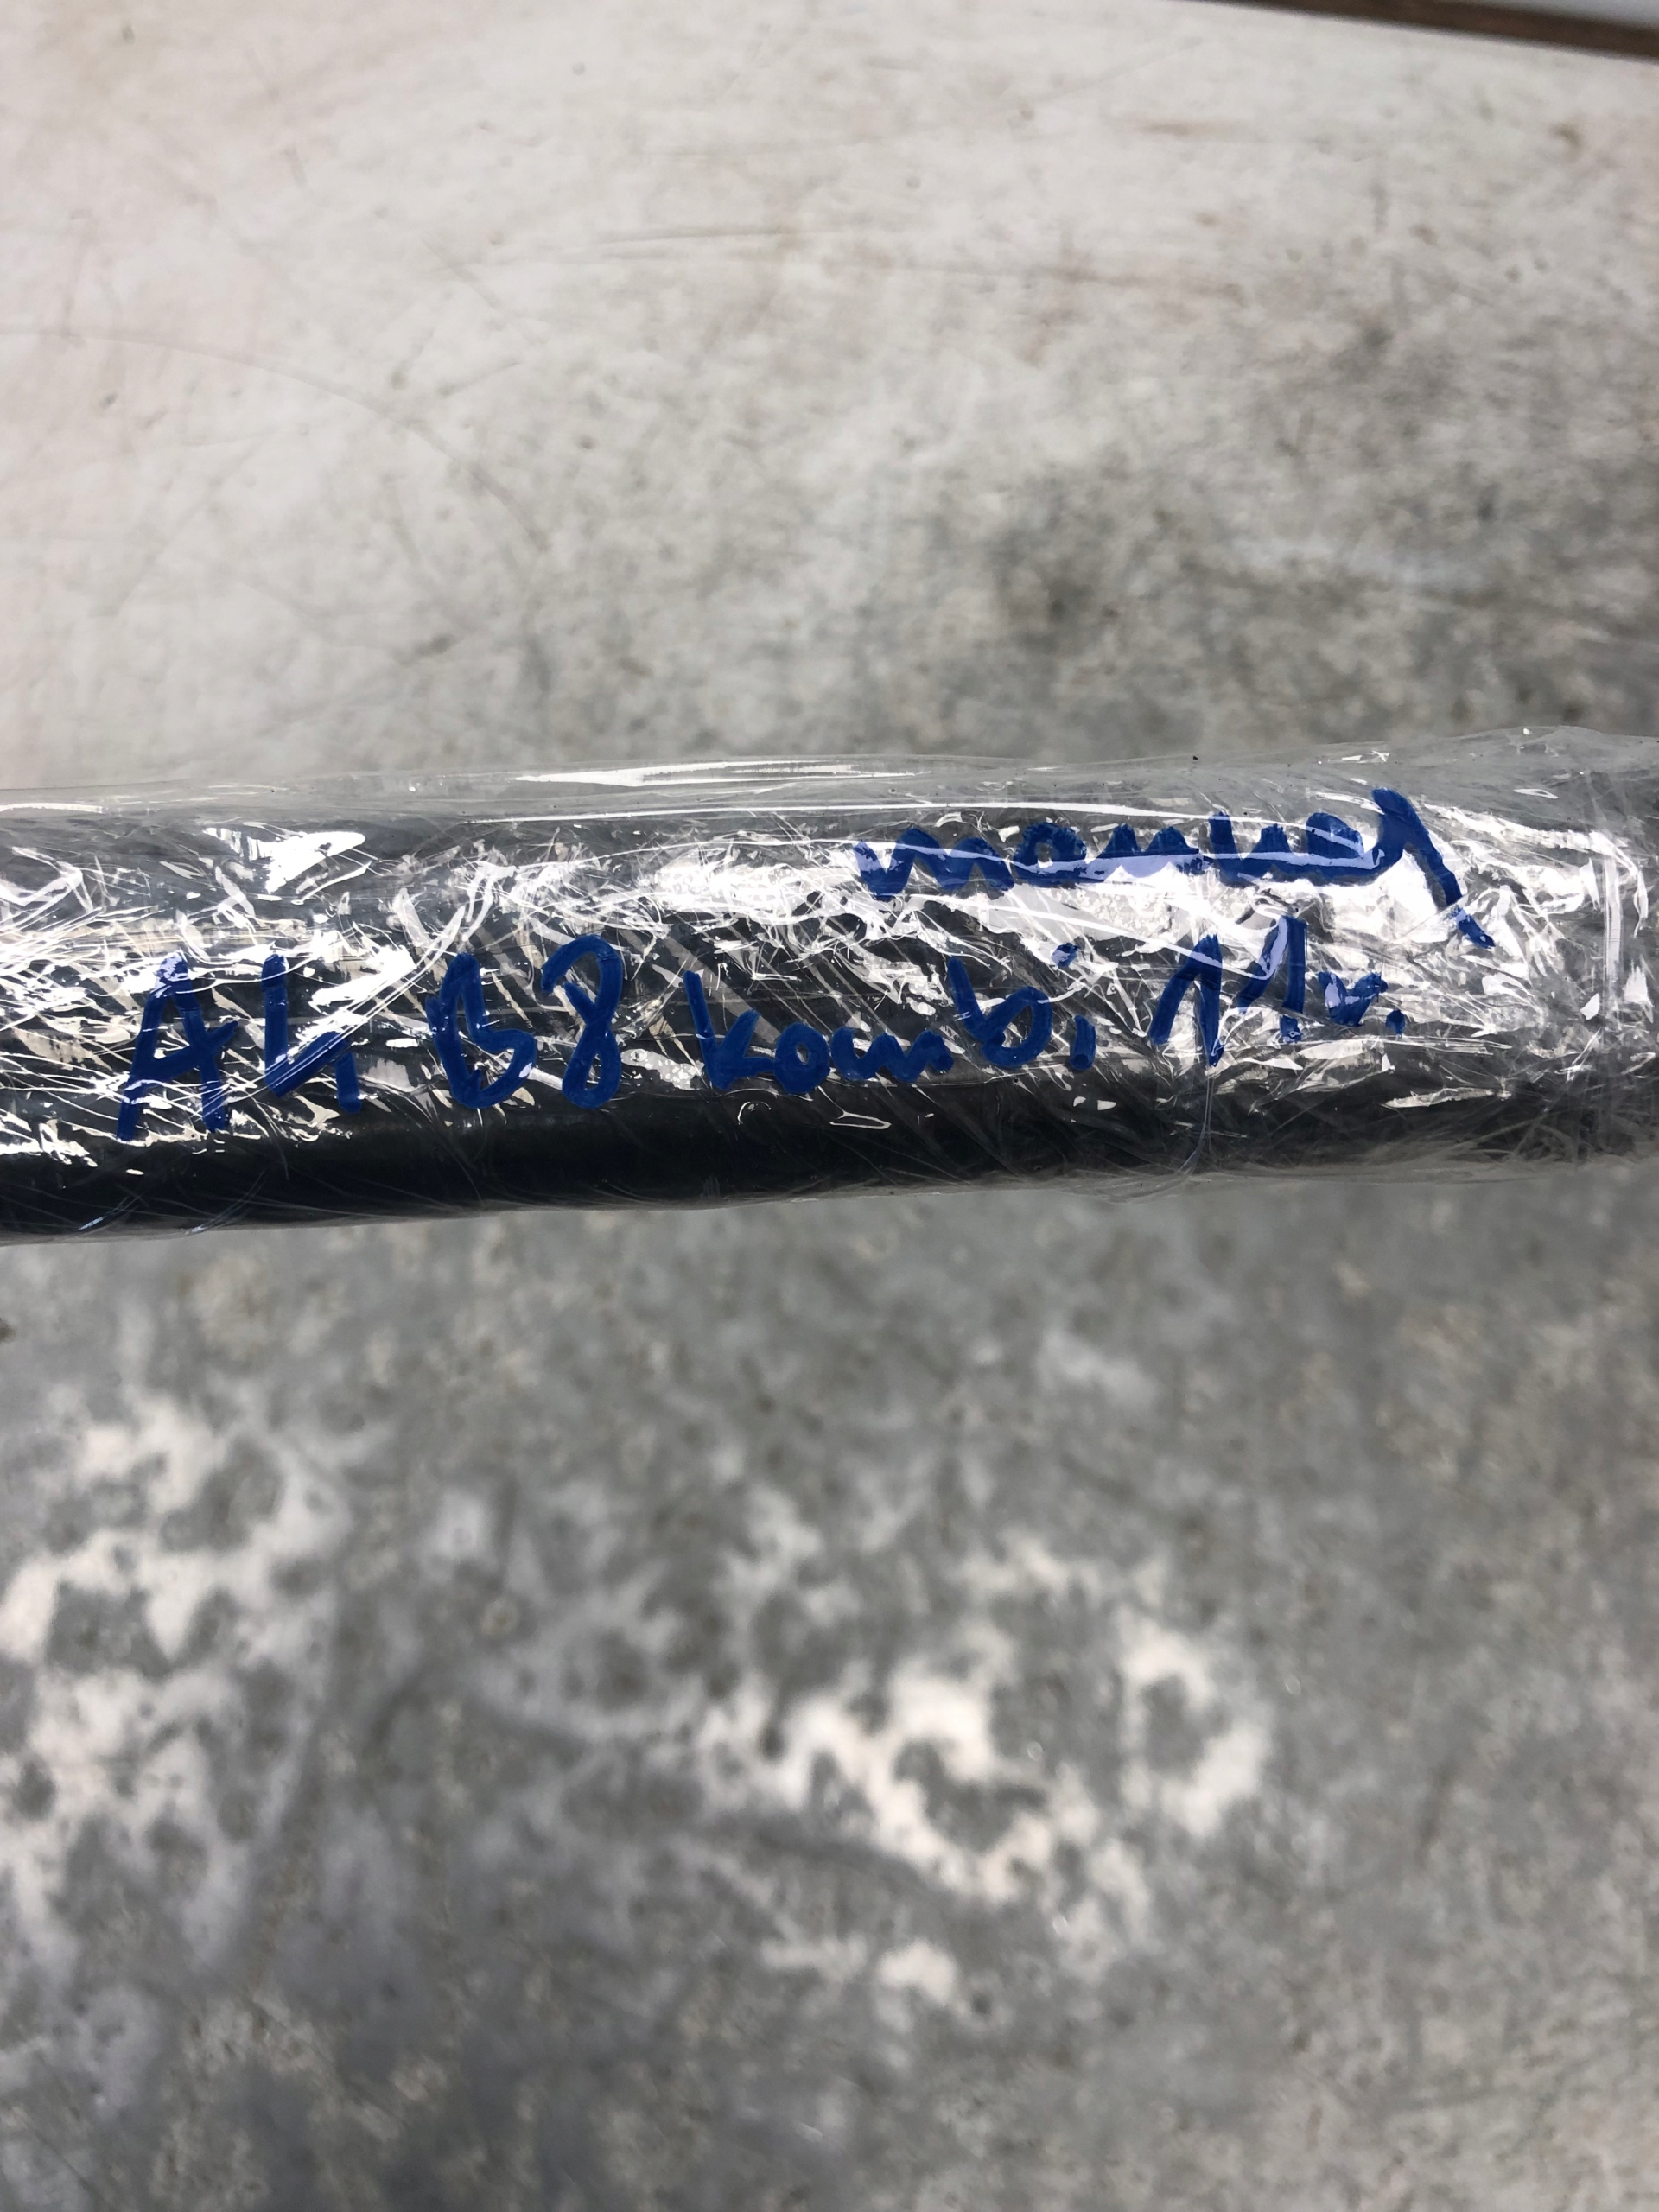 manuel
A4 B8 kombi, 11r.